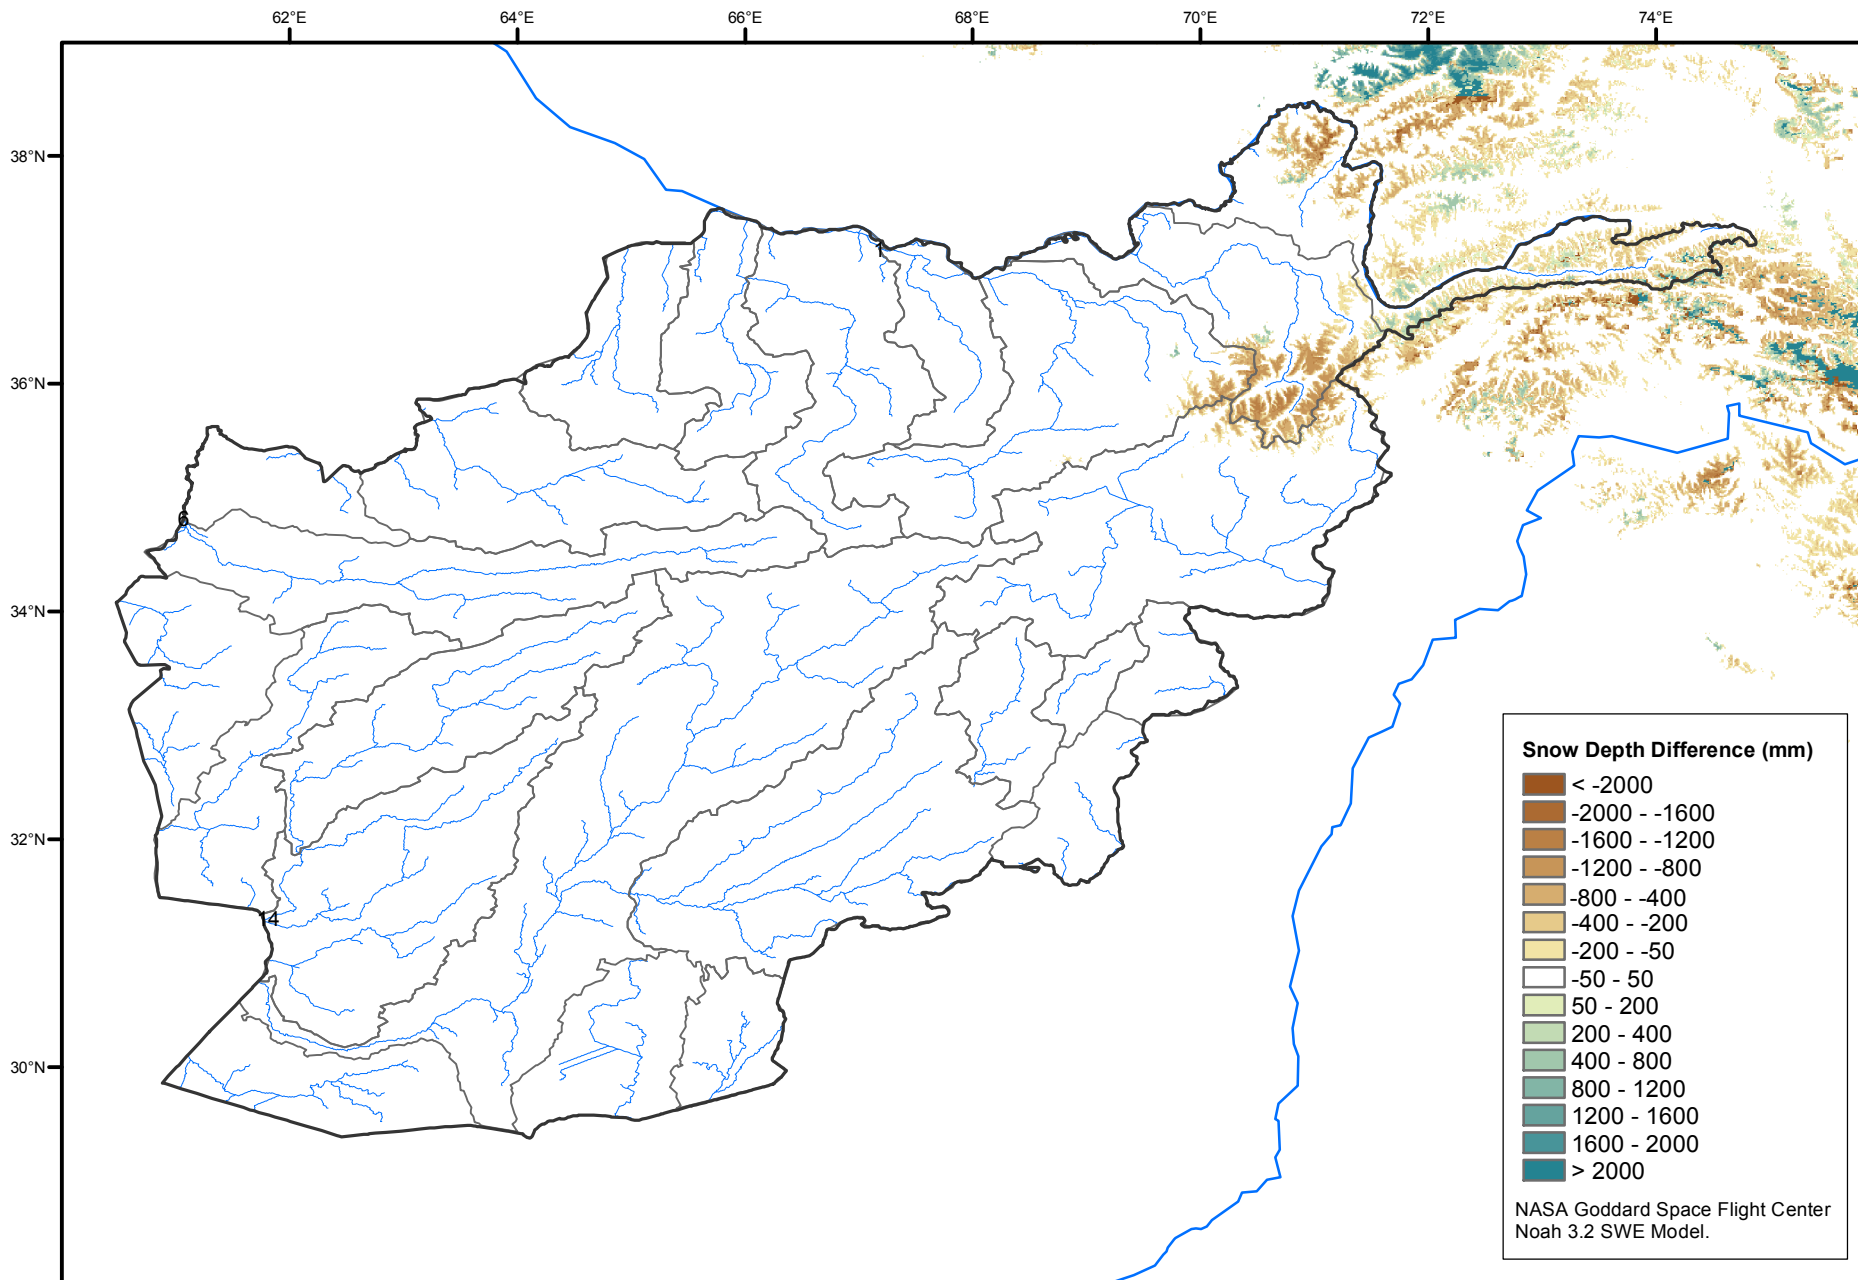 62°E 64°E 66°E 68°E 70°E 72°E 74°E
38°N
1
36°N
6
34°N
32°N
14
30°N
Snow Depth Difference (mm)
< -2000
-2000 - -1600
-1600 - -1200
-1200 - -800
-800 - -400
-400 - -200
-200 - -50
-50 - 50
50 - 200
200 - 400
400 - 800
800 - 1200
1200 - 1600
1600 - 2000
> 2000
NASA Goddard Space Flight Center
Noah 3.2 SWE Model.